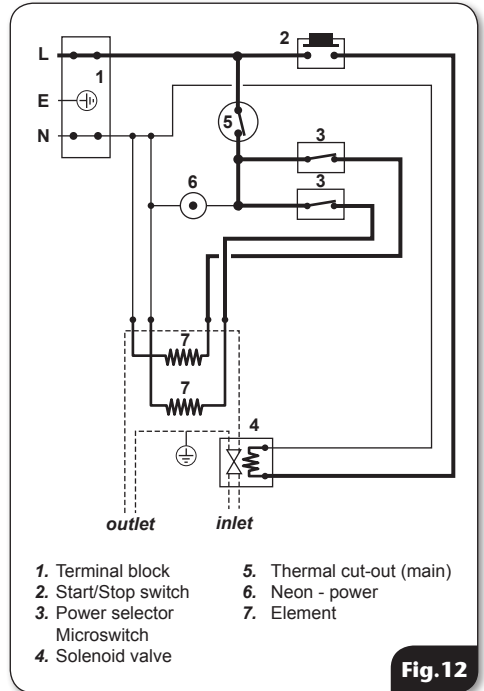 L
2
1
E
5
3
N
3
6
7
7
4
outlet
inlet
1. Terminal block
2. Start/Stop switch
3. Power selector
Microswitch
4. Solenoid valve
5. Thermal cut-out (main)
6. Neon - power
7. Element
Fig.12